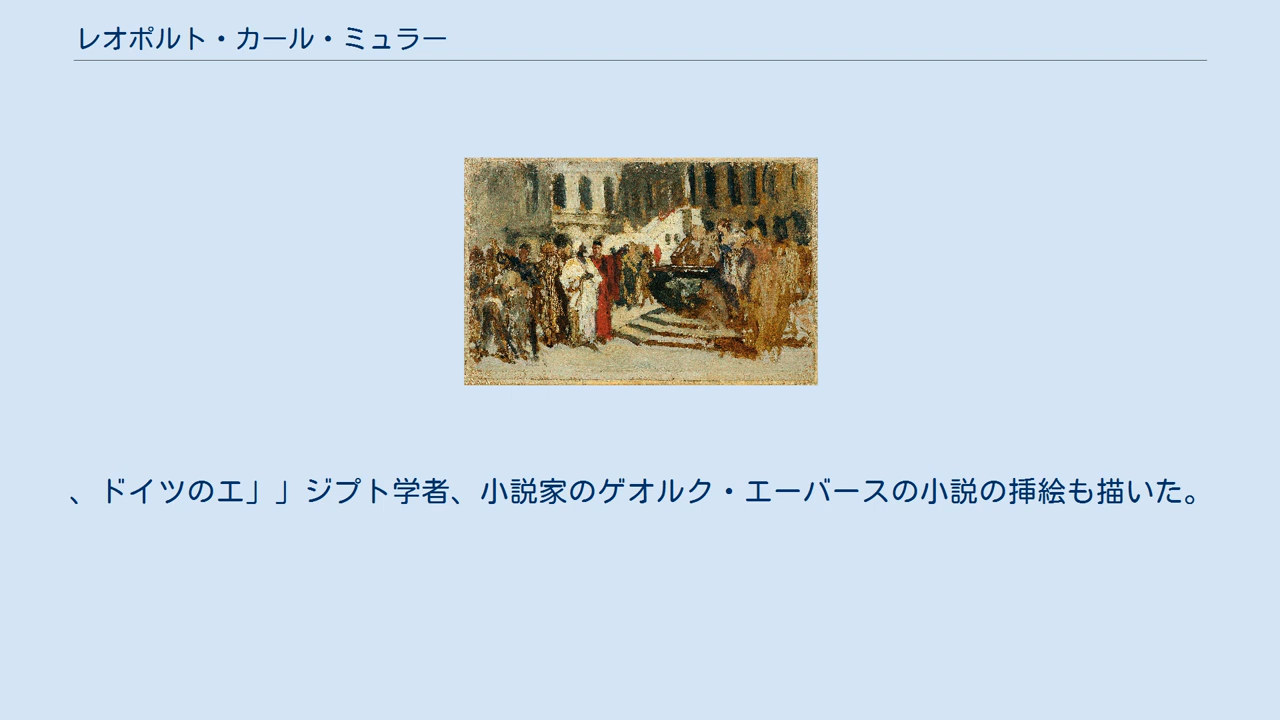 レオポルト・カール・ミュラー
、ドイツのエ」」ジプト学者、小説家のゲオルク・エーバースの小説の挿絵も描いた。